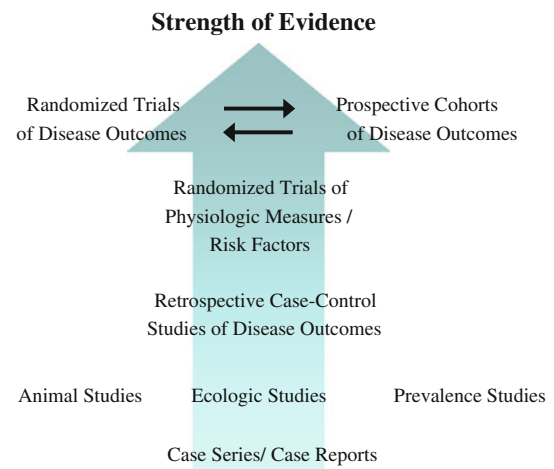 Strength of Evidence
Randomized Trials
of Disease Outcomes
Prospective Cohorts
of Disease Outcomes
Randomized Trials of
Physiologic Measures /
Risk Factors
Retrospective Case-Control
Studies of Disease Outcomes
Animal Studies
Ecologic Studies
Prevalence Studies
Case Series/ Case Reports